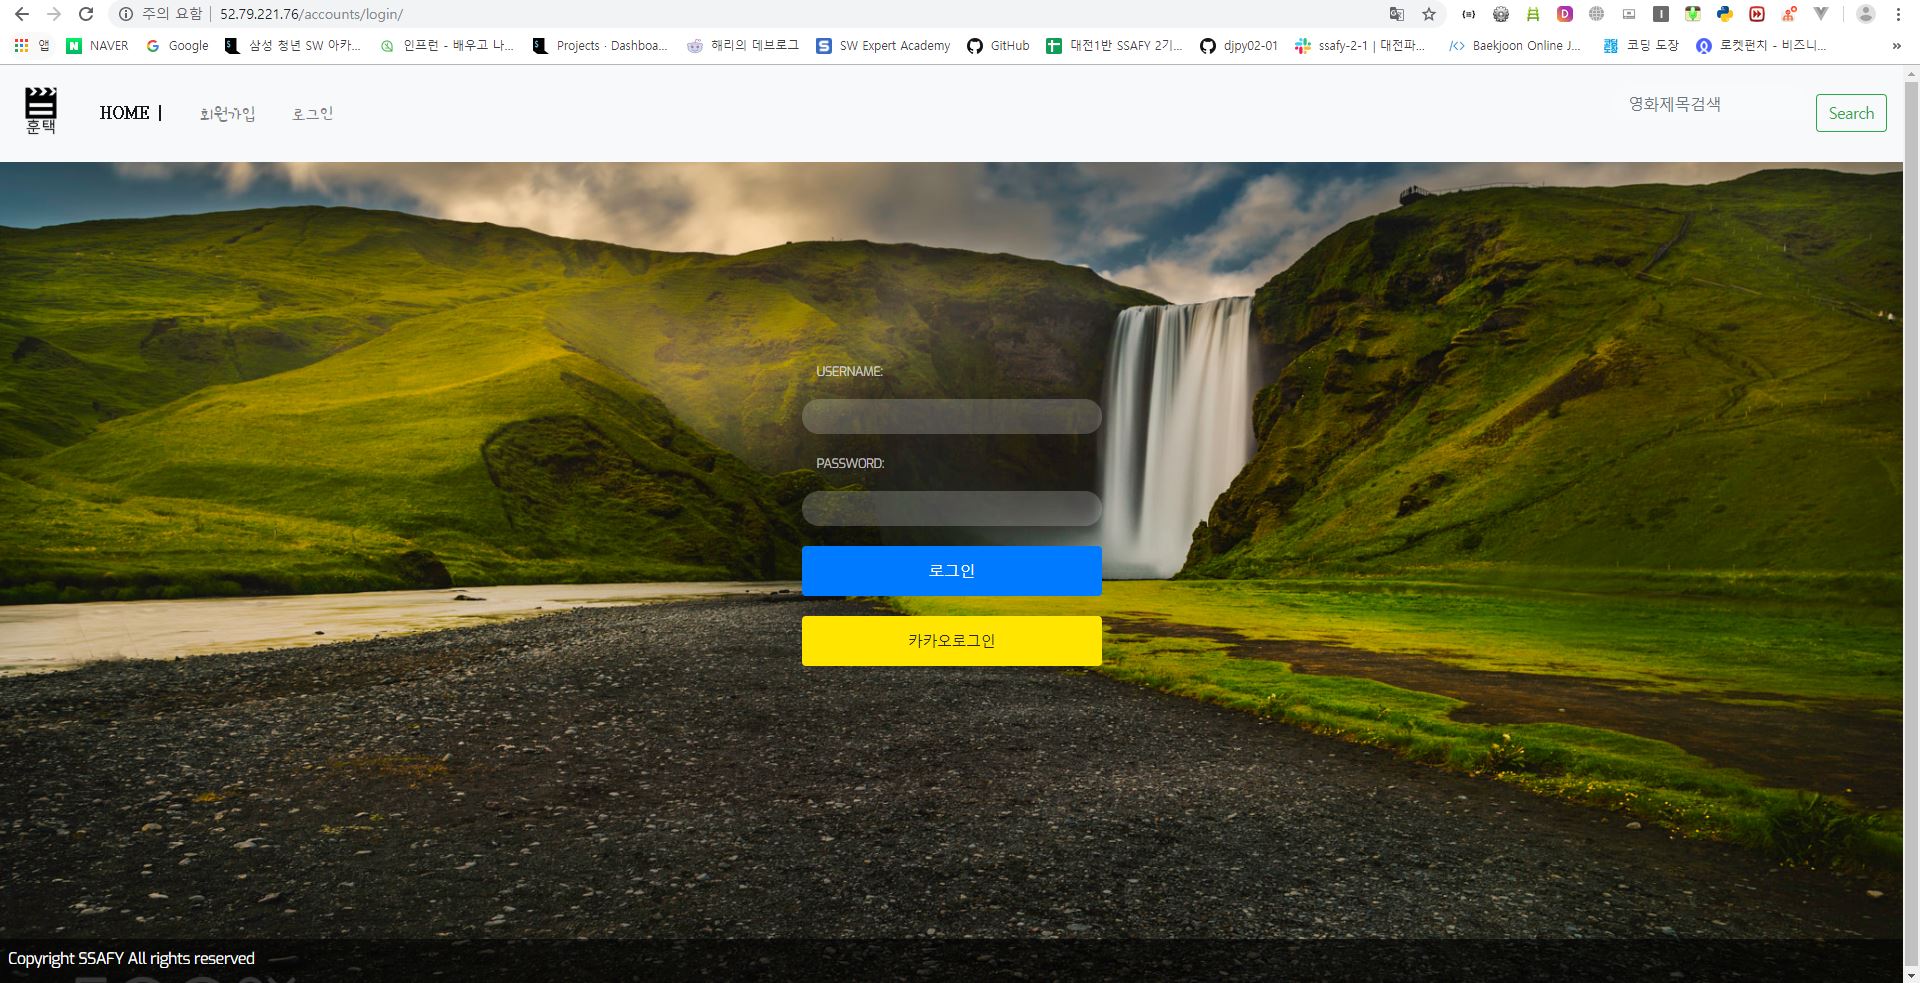 주의 요함 | 52.79.221.76/accounts/login/
앱 NAVER Google 삼성 청년 SW 아카... 인프런 - 배우고 나... Projects · Dashboa... 해리의 데브로그 SW Expert Academy GitHub 대전1반 SSAFY 2기... djpy02-01 ssafy-2-1 | 대전파... Baekjoon Online J... 코딩 도장 로켓펀치 - 비즈니... »
훈택
HOME | 회원가입 로그인 영화제목검색 Search
USERNAME:
PASSWORD:
로그인
카카오로그인
Copyright SSAFY All rights reserved